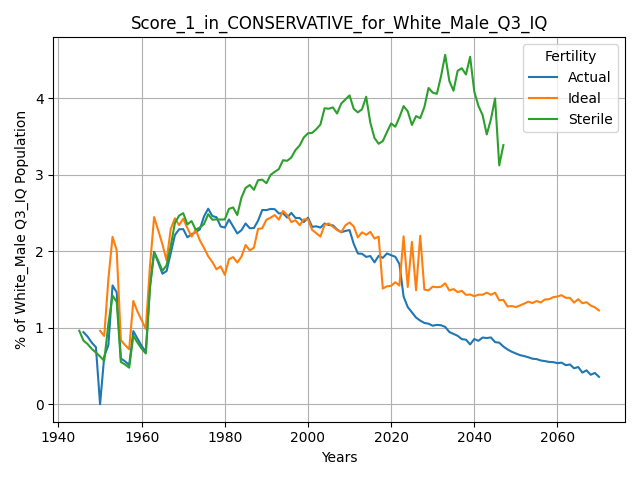 Score_1_in_CONSERVATIVE_for_White_Male_Q3_IQ
Fertility
Actual
Ideal
Sterile
% of White_Male Q3_IQ Population
4
3
2
1
0
1940 1960 1980 2000 2020 2040 2060
Years